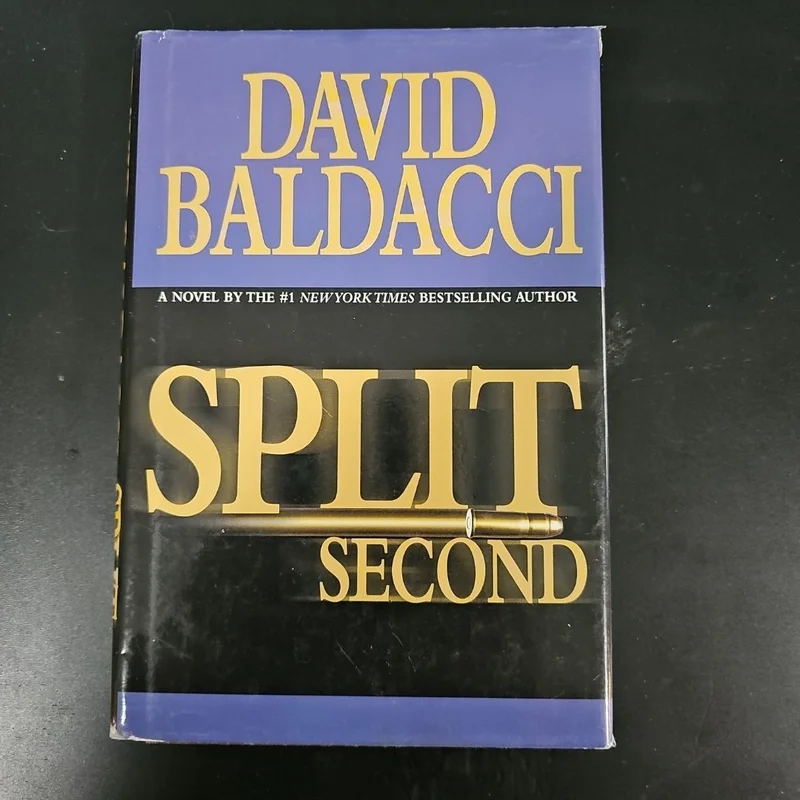 DAVID
BALDACCI
A NOVEL BY THE #1 NEW YORK TIMES BESTSELLING AUTHOR
SPLIT
SECOND